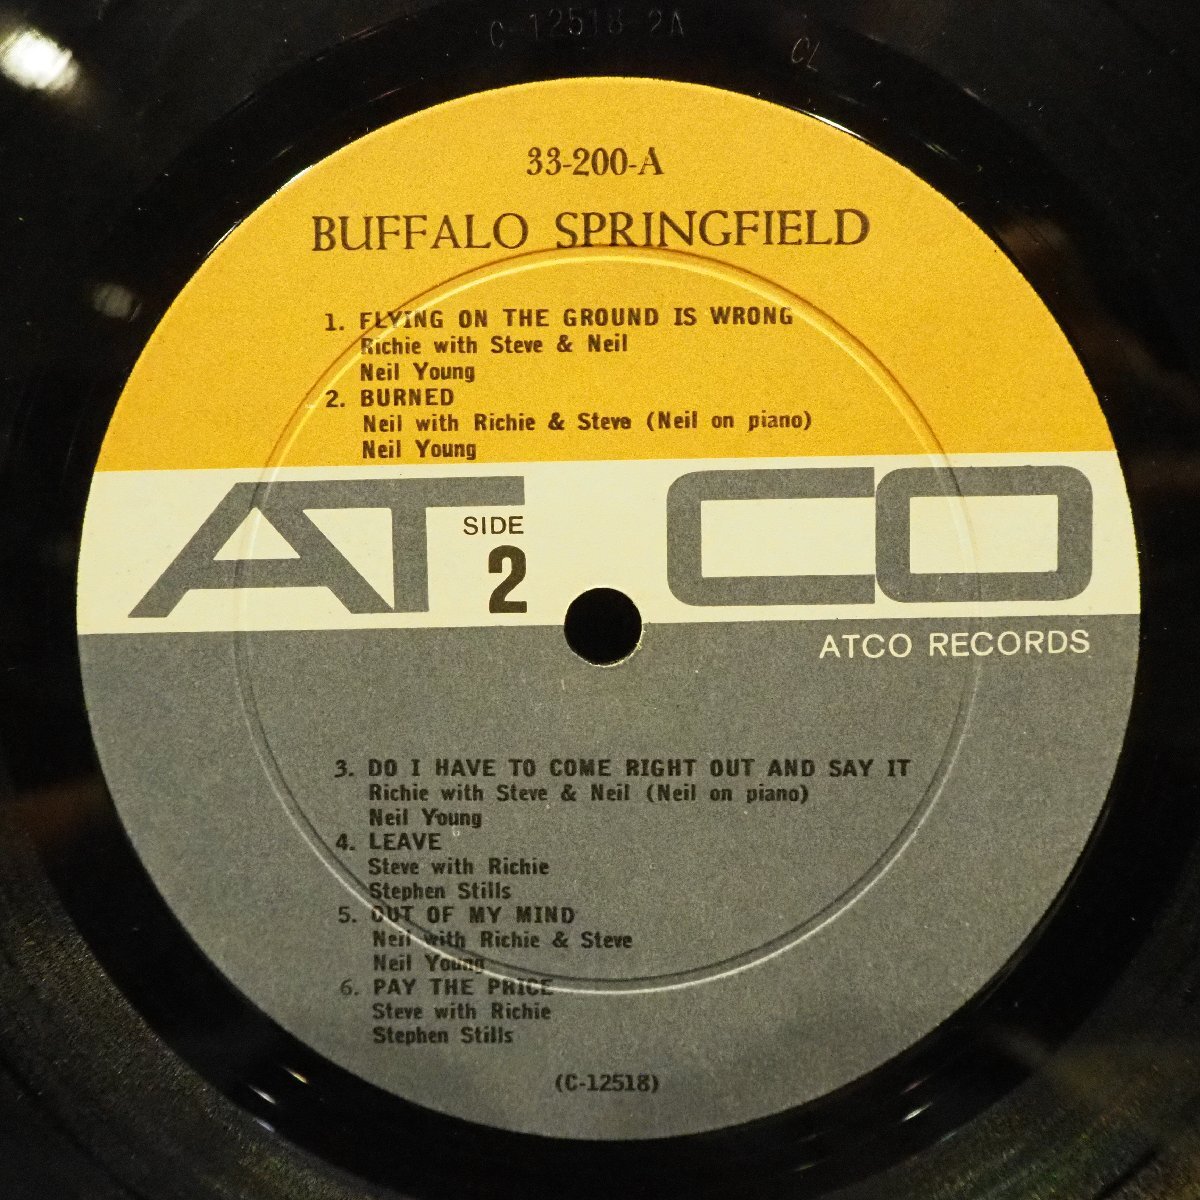 C-12518-2A
CL
33-200-A
BUFFALO SPRINGFIELD
1. FLYING ON THE GROUND IS WRONG
Richie with Steve & Neil
Neil Young
2. BURNED
Neil with Richie & Steve (Neil on piano)
Neil Young
ATCO
SIDE
2
ATCO RECORDS
3. DO I HAVE TO COME RIGHT OUT AND SAY IT
Richie with Steve & Neil (Neil on piano)
Neil Young
4. LEAVE
Steve with Richie
Stephen Stills
5. OUT OF MY MIND
Neil with Richie & Steve
Neil Young
6. PAY THE PRICE
Steve with Richie
Stephen Stills
(C-12518)